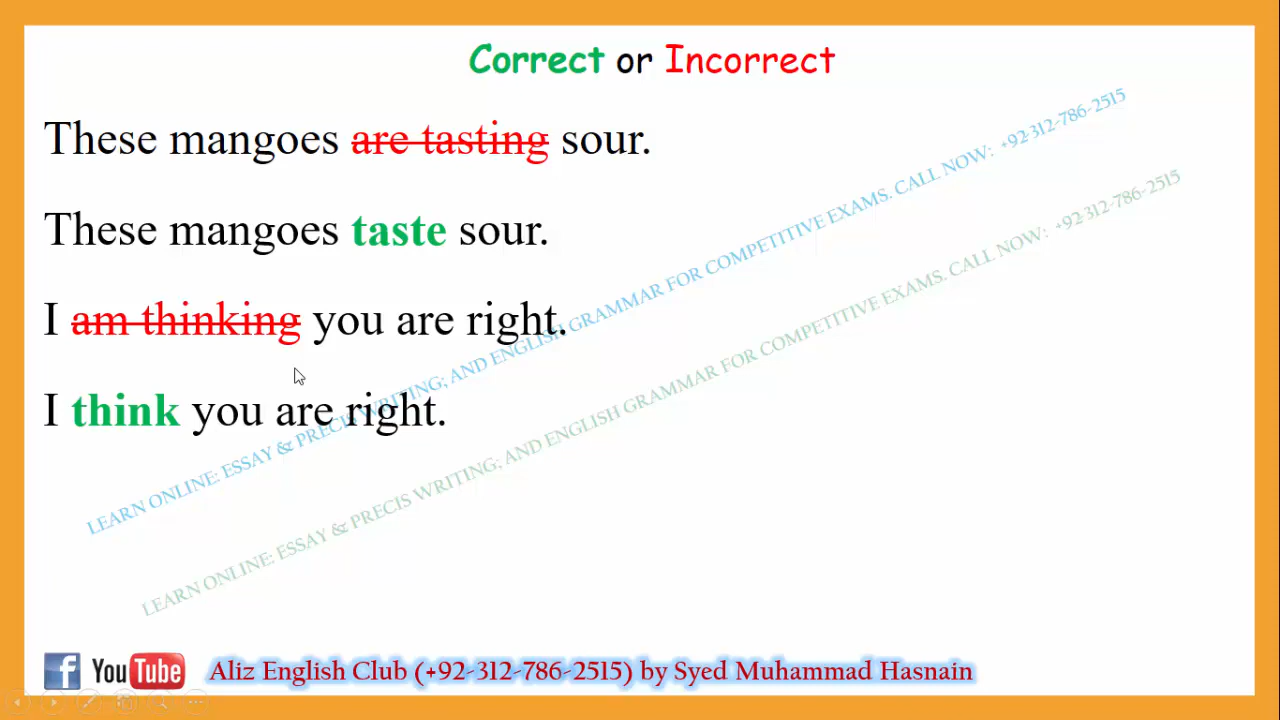 Correct or Incorrect
These mangoes are tasting sour.
These mangoes taste sour.
I am thinking you are right.
I think you are right.
LEARN ONLINE: ESSAY & PRECIS WRITING; AND ENGLISH GRAMMAR FOR COMPETITIVE EXAMS. CALL NOW: +92-312-786-2515
LEARN ONLINE: ESSAY & PRECIS WRITING; AND ENGLISH GRAMMAR FOR COMPETITIVE EXAMS. CALL NOW: +92-312-786-2515
f YouTube Aliz English Club (+92-312-786-2515) by Syed Muhammad Hasnain